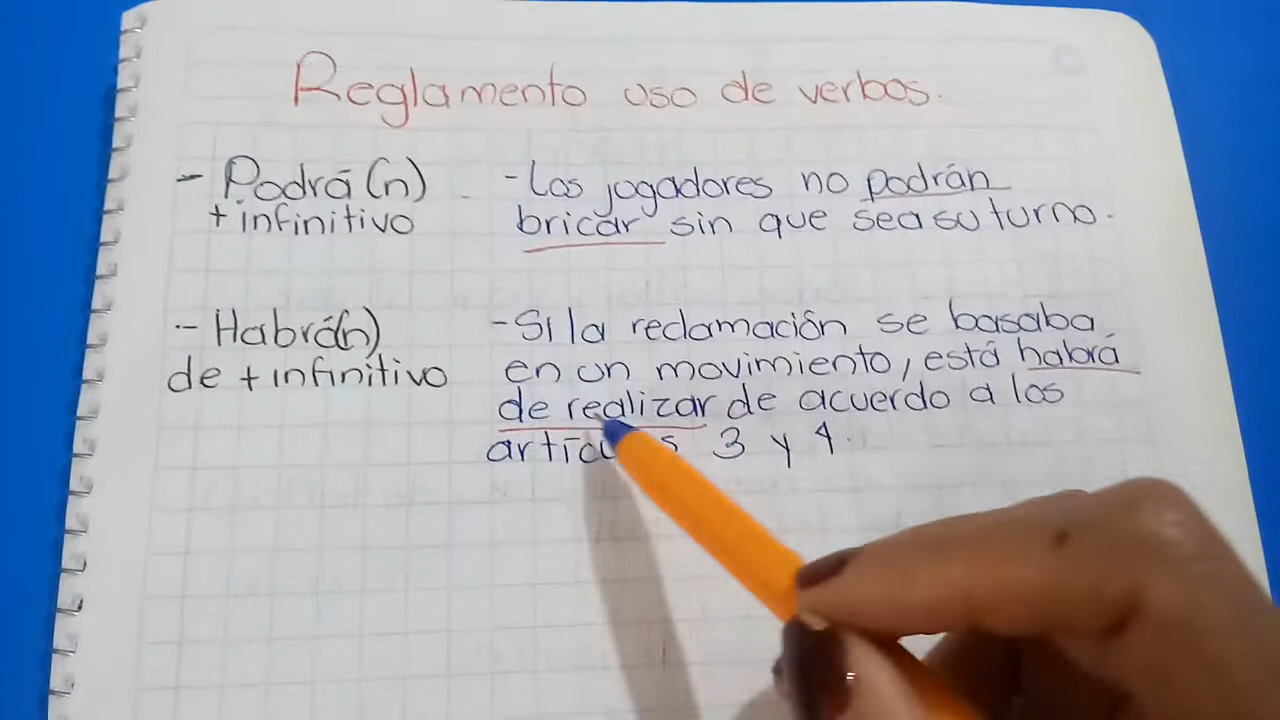 Reglamento uso de verbos.
- Podrá(n)
+ infinitivo
- Los jogadores no podrán
bricar sin que sea su turno.
- Habrá(n)
de + infinitivo
- Si la reclamación se basaba
en un movimiento, está habrá
de realizar de acuerdo a los
3 y 4.